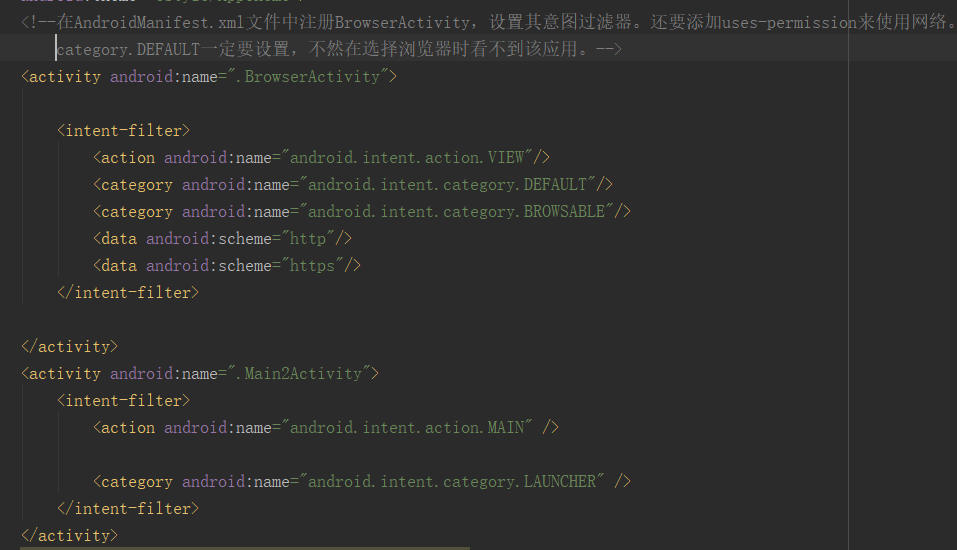 <!--在AndroidManifest.xml文件中注册BrowserActivity，设置其意图过滤器。还要添加uses-permission来使用网络。
category.DEFAULT一定要设置，不然在选择浏览器时看不到该应用。-->
<activity android:name=".BrowserActivity">
<intent-filter>
<action android:name="android.intent.action.VIEW"/>
<category android:name="android.intent.category.DEFAULT"/>
<category android:name="android.intent.category.BROWSABLE"/>
<data android:scheme="http"/>
<data android:scheme="https"/>
</intent-filter>
</activity>
<activity android:name=".Main2Activity">
<intent-filter>
<action android:name="android.intent.action.MAIN" />
<category android:name="android.intent.category.LAUNCHER" />
</intent-filter>
</activity>